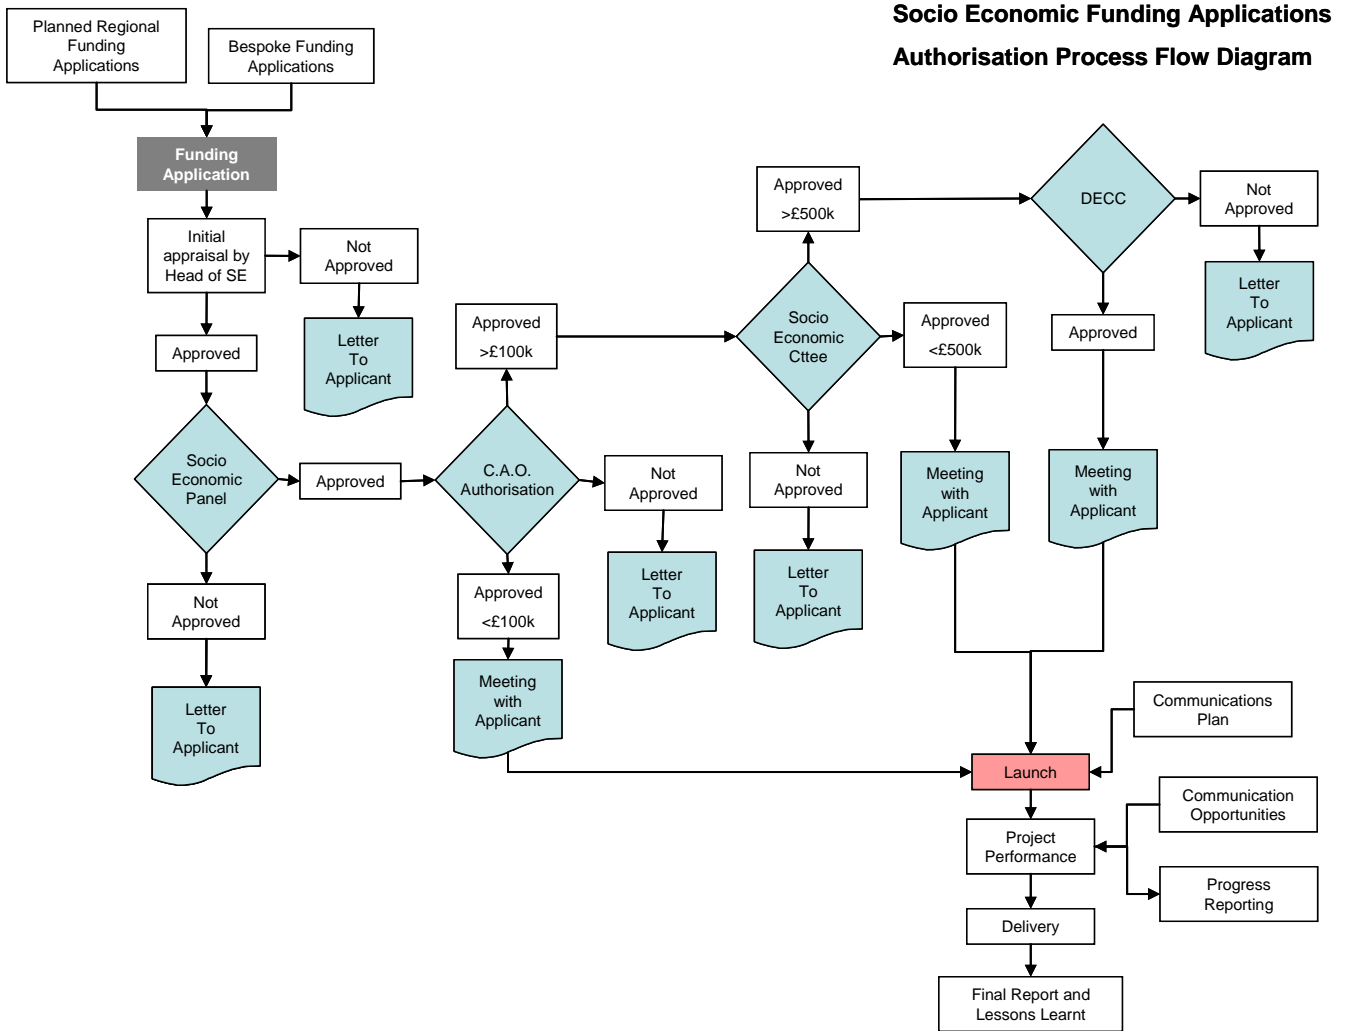 Socio Economic Funding Applications
Authorisation Process Flow Diagram
Planned Regional
Funding
Applications
Bespoke Funding
Applications
Funding
Application
Initial
appraisal by
Head of SE
Not
Approved
Letter
To
Applicant
Approved
Socio
Economic
Panel
Approved
Not
Approved
Letter
To
Applicant
C.A.O.
Authorisation
Approved
>£100k
Not
Approved
Letter
To
Applicant
Approved
<£100k
Meeting
with
Applicant
Socio
Economic
Cttee
Approved
>£500k
Approved
<£500k
Meeting
with
Applicant
Not
Approved
Letter
To
Applicant
DECC
Not
Approved
Letter
To
Applicant
Approved
Meeting
with
Applicant
Communications
Plan
Launch
Communication
Opportunities
Project
Performance
Progress
Reporting
Delivery
Final Report and
Lessons Learnt